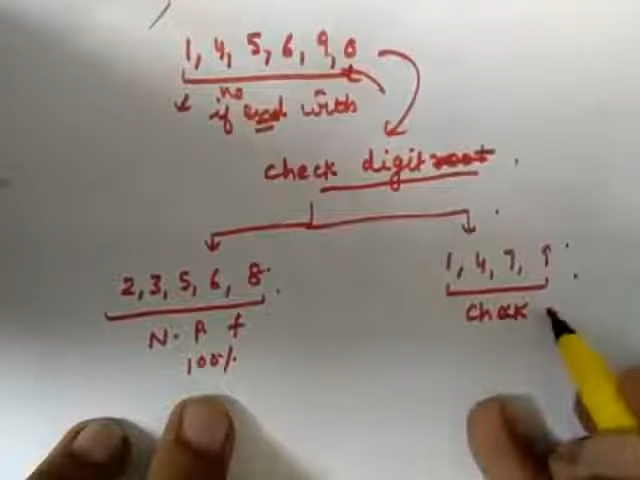 1, 4, 5, 6, 9, 0
no
if end with
check digit root
2, 3, 5, 6, 8 1, 4, 7, 9
N. P f check
100%